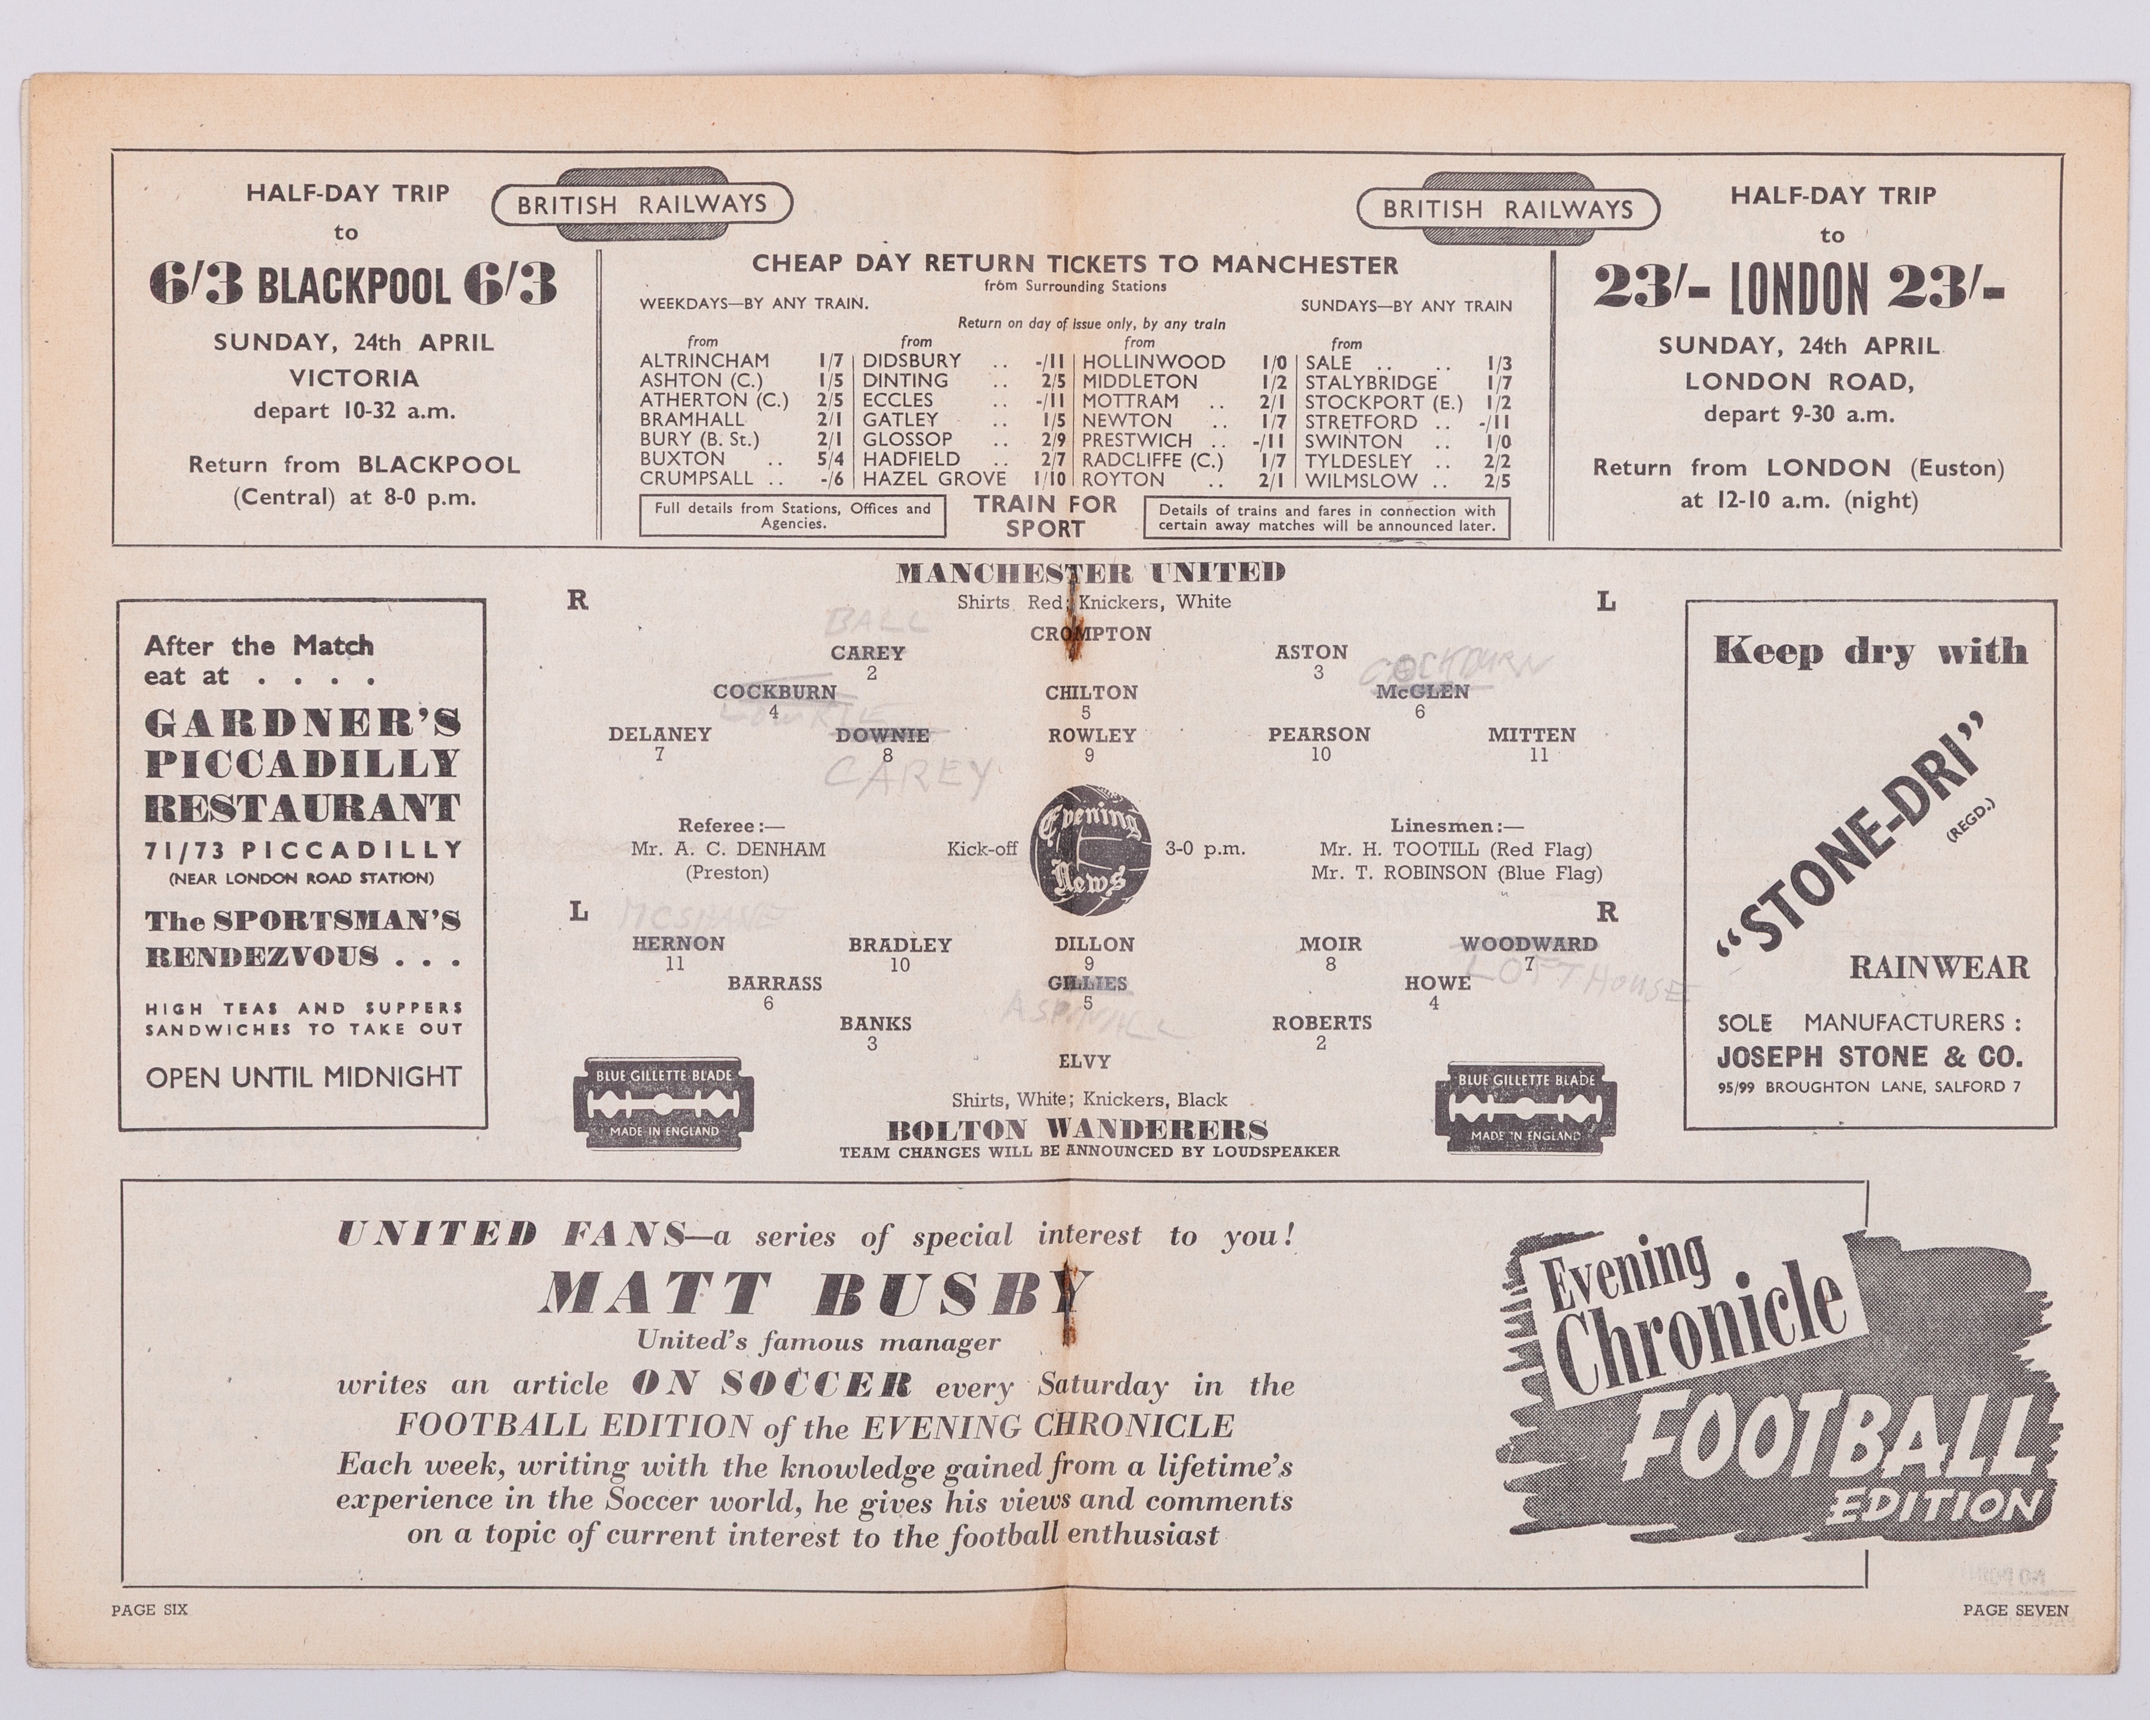 HALF-DAY TRIP
to
6/3 BLACKPOOL 6/3
SUNDAY, 24th APRIL
VICTORIA
depart 10-32 a.m.
Return from BLACKPOOL
(Central) at 8-0 p.m.
BRITISH RAILWAYS
BRITISH RAILWAYS
CHEAP DAY RETURN TICKETS TO MANCHESTER
from Surrounding Stations
WEEKDAYS—BY ANY TRAIN. SUNDAYS—BY ANY TRAIN
Return on day of issue only, by any train
from from from from
ALTRINCHAM 1/7 DIDSBURY .. -/11 HOLLINWOOD 1/0 SALE .. .. 1/3
ASHTON (C.) 1/5 DINTING .. 2/5 MIDDLETON 1/2 STALYBRIDGE 1/7
ATHERTON (C.) 2/5 ECCLES .. -/11 MOTTRAM .. 2/1 STOCKPORT (E.) 1/2
BRAMHALL 2/1 GATLEY .. 1/5 NEWTON .. 1/7 STRETFORD .. -/11
BURY (B. St.) 2/1 GLOSSOP .. 2/9 PRESTWICH .. -/11 SWINTON .. 1/0
BUXTON .. 5/4 HADFIELD .. 2/7 RADCLIFFE (C.) 1/7 TYLDESLEY .. 2/2
CRUMPSALL .. -/6 HAZEL GROVE 1/10 ROYTON .. 2/1 WILMSLOW .. 2/5
Full details from Stations, Offices and
Agencies.
TRAIN FOR
SPORT
Details of trains and fares in connection with
certain away matches will be announced later.
HALF-DAY TRIP
to
23/- LONDON 23/-
SUNDAY, 24th APRIL
LONDON ROAD,
depart 9-30 a.m.
Return from LONDON (Euston)
at 12-10 a.m. (night)
After the Match
eat at . . . .
GARDNER'S
PICCADILLY
RESTAURANT
71/73 PICCADILLY
(NEAR LONDON ROAD STATION)
The SPORTSMAN'S
RENDEZVOUS . . .
HIGH TEAS AND SUPPERS
SANDWICHES TO TAKE OUT
OPEN UNTIL MIDNIGHT
MANCHESTER UNITED
R L
Shirts Red; Knickers, White
BALL
CROMPTON
CAREY ASTON
2 3
COCKBURN
COCKBURN CHILTON McGLEN
4 5 6
LOWRIE
DELANEY DOWNIE ROWLEY PEARSON MITTEN
7 8 9 10 11
CAREY
Referee:— Linesmen:—
Mr. A. C. DENHAM Kick-off Evening News 3-0 p.m. Mr. H. TOOTILL (Red Flag)
(Preston) Mr. T. ROBINSON (Blue Flag)
L R
MCSHANE
HERNON BRADLEY DILLON MOIR WOODWARD
11 10 9 8 7
LOFTHOUSE
BARRASS GILLIES HOWE
6 5 4
ASPINALL
BANKS ROBERTS
3 2
ELVY
Shirts, White; Knickers, Black
BOLTON WANDERERS
TEAM CHANGES WILL BE ANNOUNCED BY LOUDSPEAKER
BLUE GILLETTE BLADE
MADE IN ENGLAND
BLUE GILLETTE BLADE
MADE IN ENGLAND
Keep dry with
"STONE-DRI"
(REGD.)
RAINWEAR
SOLE MANUFACTURERS :
JOSEPH STONE & CO.
95/99 BROUGHTON LANE, SALFORD 7
UNITED FANS—a series of special interest to you!
MATT BUSBY
United's famous manager
writes an article ON SOCCER every Saturday in the
FOOTBALL EDITION of the EVENING CHRONICLE
Each week, writing with the knowledge gained from a lifetime's
experience in the Soccer world, he gives his views and comments
on a topic of current interest to the football enthusiast
Evening
Chronicle
FOOTBALL
EDITION
PAGE SIX PAGE SEVEN